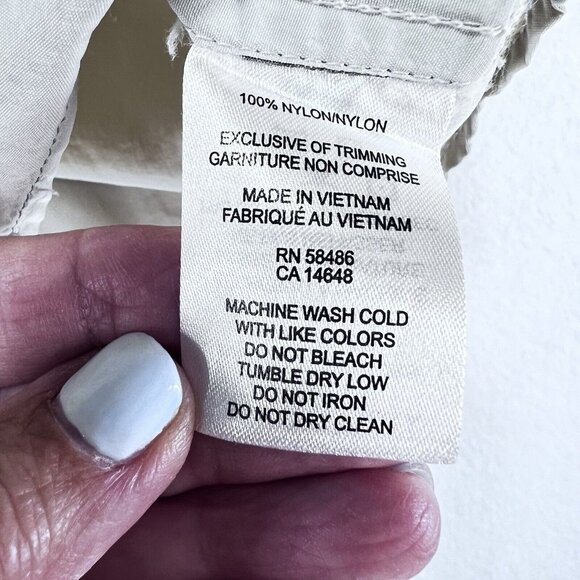 100% NYLON/NYLON
EXCLUSIVE OF TRIMMING
GARNITURE NON COMPRISE
MADE IN VIETNAM
FABRIQUÉ AU VIETNAM
RN 58486
CA 14648
MACHINE WASH COLD
WITH LIKE COLORS
DO NOT BLEACH
TUMBLE DRY LOW
DO NOT IRON
DO NOT DRY CLEAN